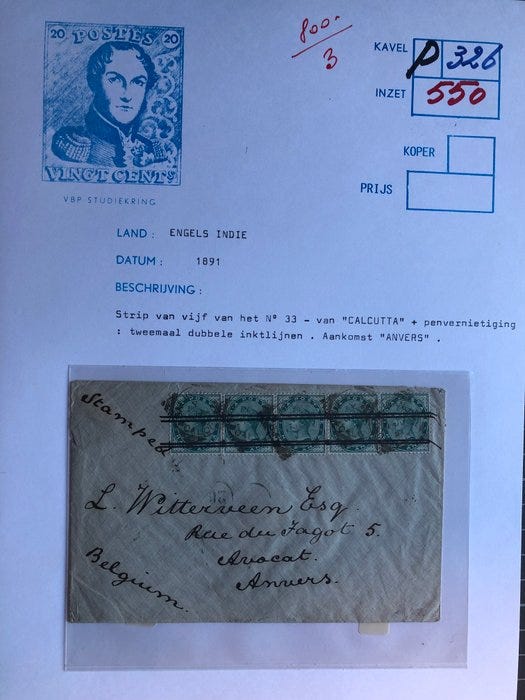 20 POSTES 20
VINGT CENTS
VBP STUDIEKRING
800.-
3
KAVEL P 326
INZET 550
KOPER
PRIJS
LAND : ENGELS INDIE
DATUM : 1891
BESCHRIJVING :
Strip van vijf van het N° 33 - van "CALCUTTA" + penvernietiging
: tweemaal dubbele inktlijnen . Aankomst "ANVERS" .
Stamped
L. Witterveen Esq.
Rue du Fagot 5.
Avocat.
Anvers.
Belgium.